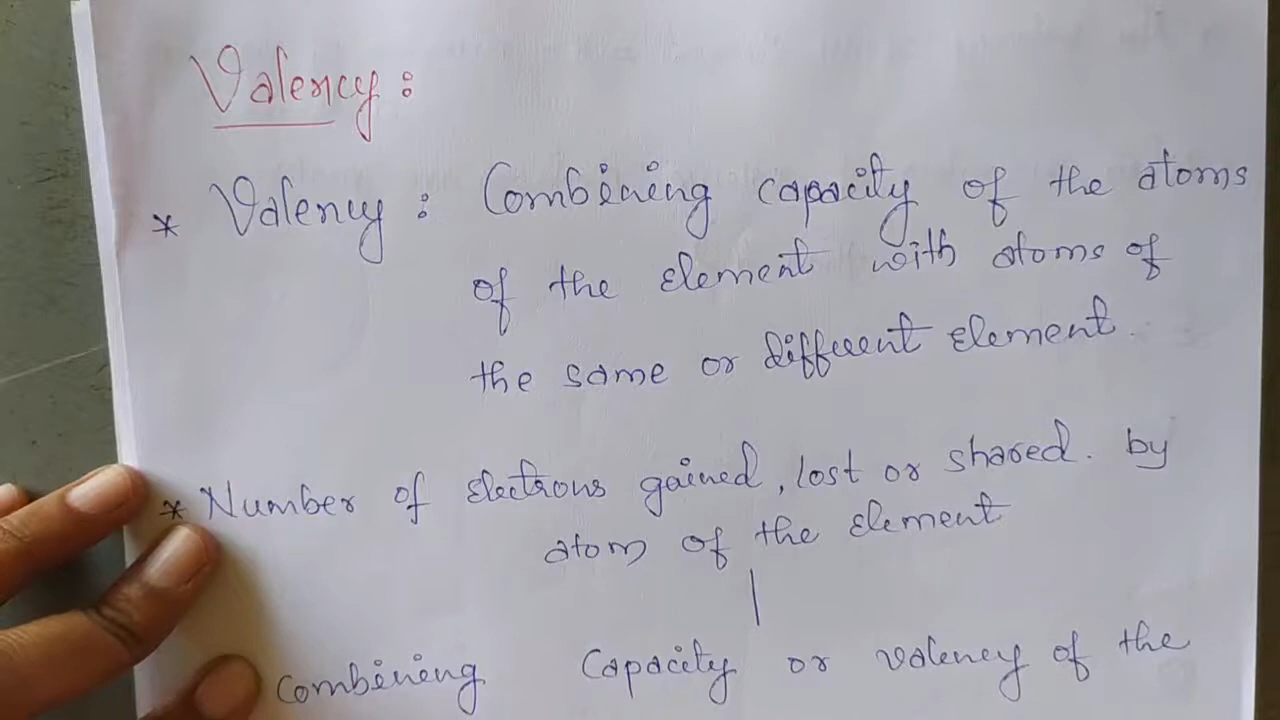 Valency :
* Valency : Combining capacity of the atoms
of the element with atoms of
the same or different element.
* Number of electrons gained, lost or shared. by
atom of the element
Combining capacity or valency of the